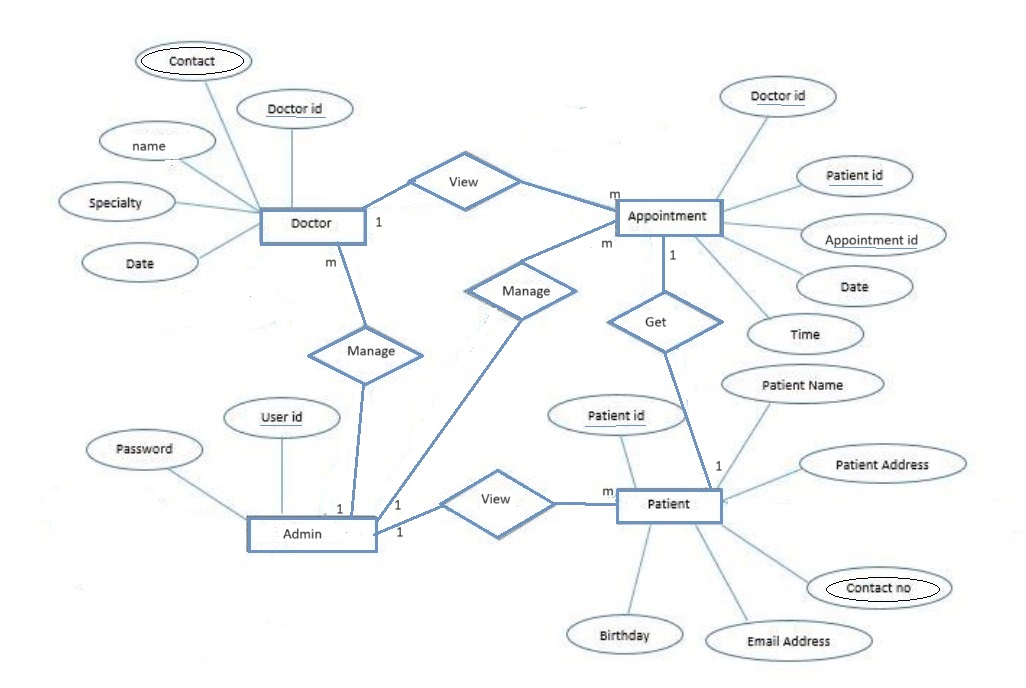 Contact
Doctor id
Doctor id
name
Patient id
View
Specialty
m
Appointment
Doctor
1
Appointment id
m
Date
m
1
Date
Manage
Get
Time
Manage
Patient Name
User id
Patient id
Password
Patient Address
1
View
m
1
1
Patient
1
Admin
Contact no
Birthday
Email Address